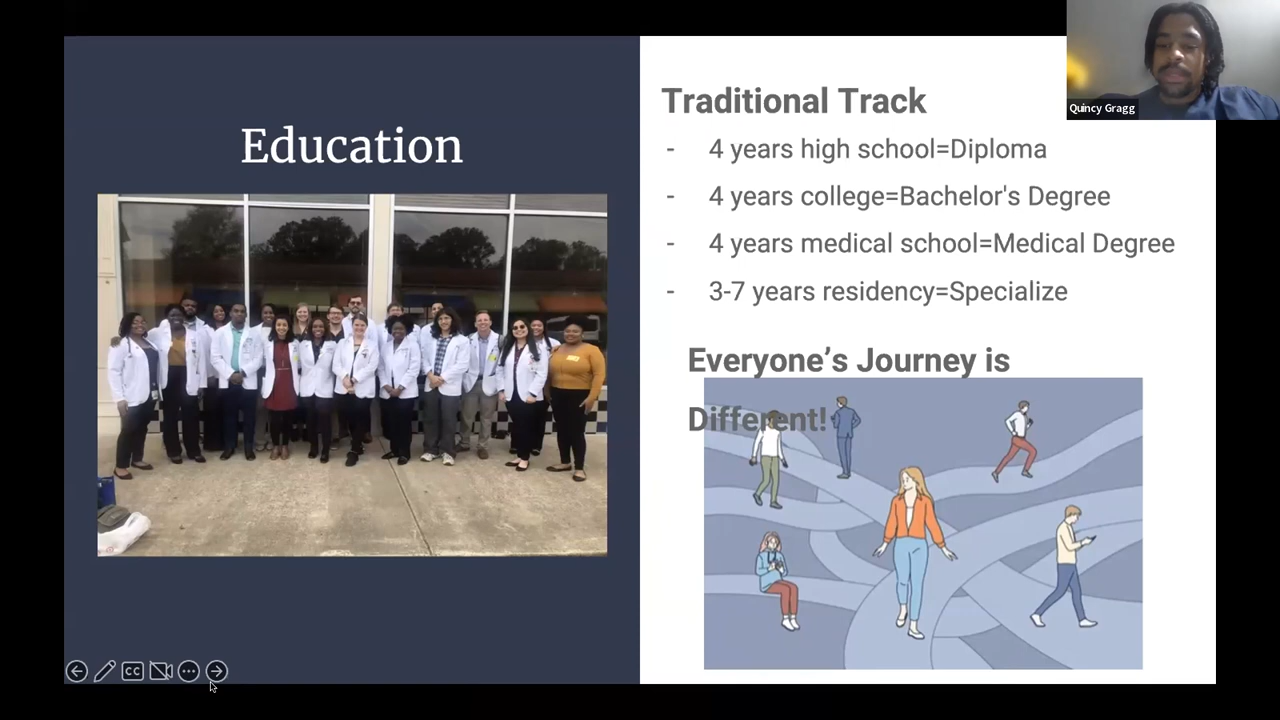 Education
Traditional Track
- 4 years high school=Diploma
- 4 years college=Bachelor's Degree
- 4 years medical school=Medical Degree
- 3-7 years residency=Specialize
Everyone’s Journey is
Different!
Quincy Gragg
CC